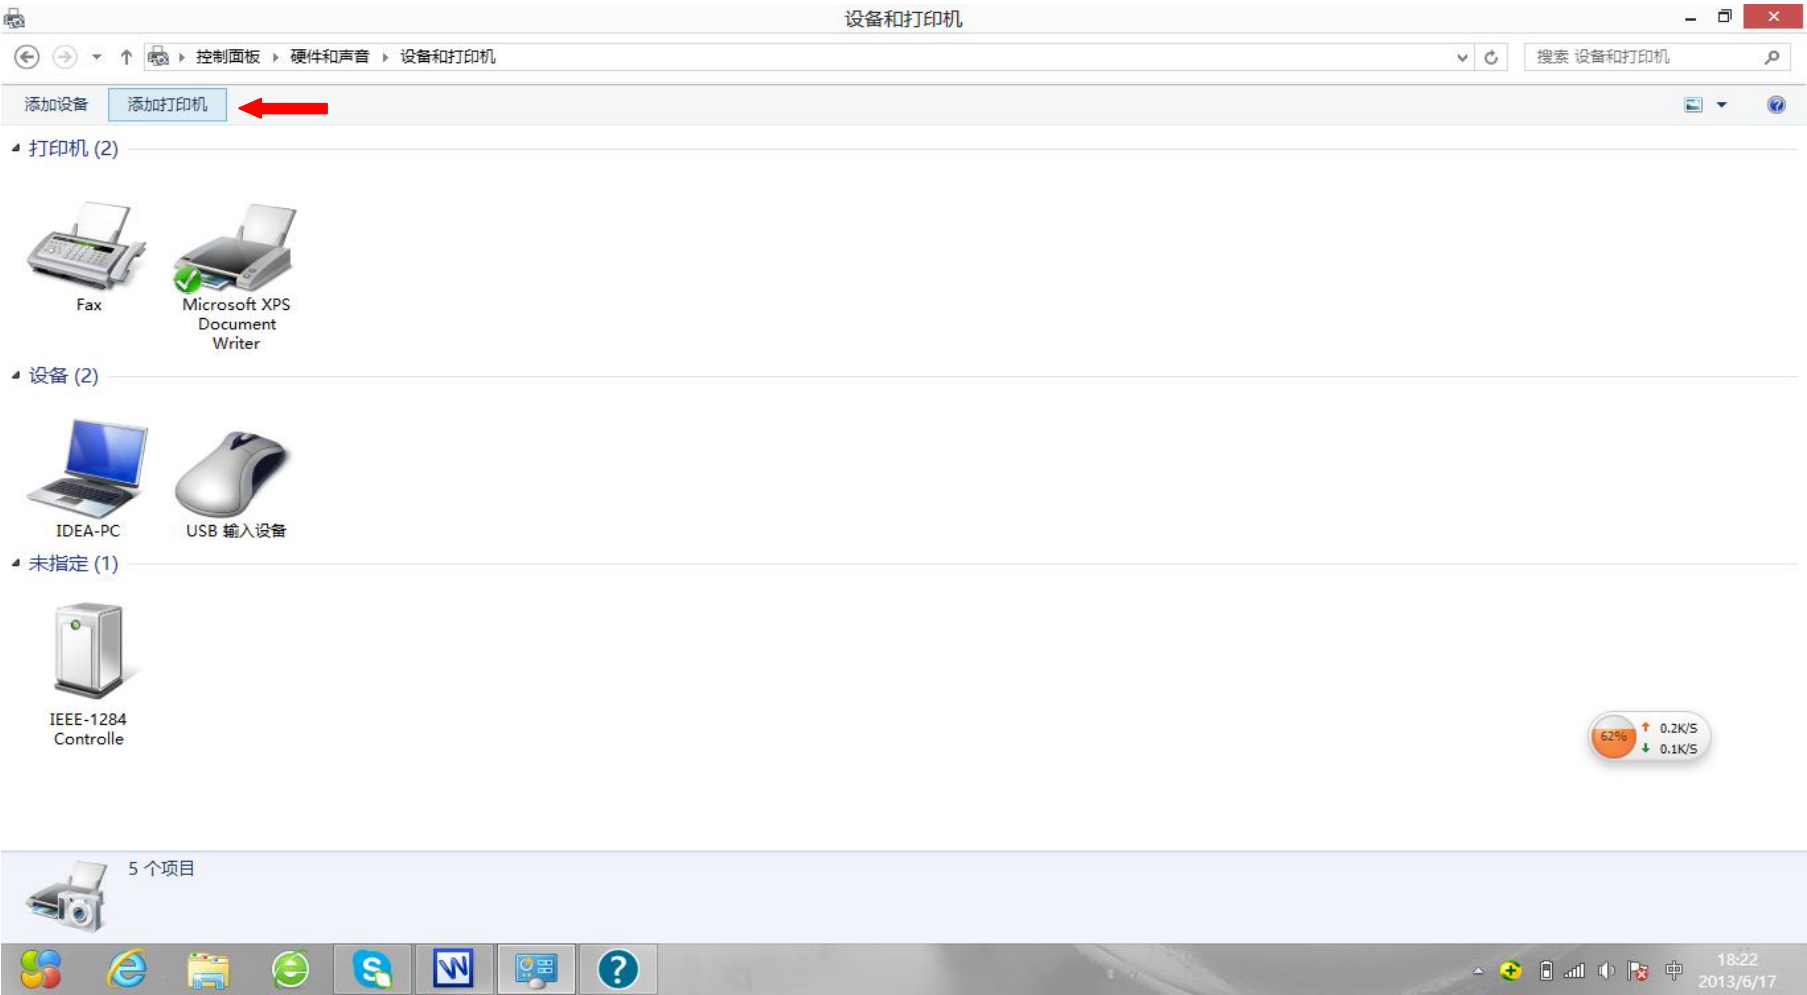 设备和打印机
控制面板 硬件和声音 设备和打印机
搜索 设备和打印机
添加设备 添加打印机
打印机 (2)
Fax
Microsoft XPS
Document
Writer
设备 (2)
IDEA-PC
USB 输入设备
未指定 (1)
IEEE-1284
Controlle
62%
0.2K/S
0.1K/S
5 个项目
中
18:22
2013/6/17